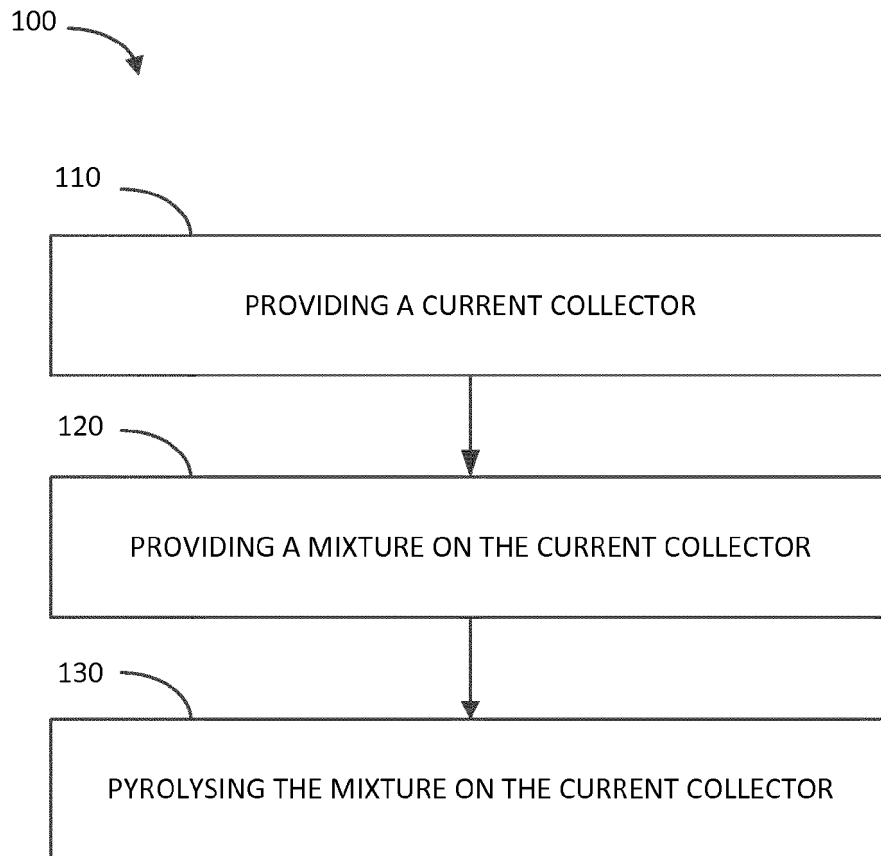 100
110
PROVIDING A CURRENT COLLECTOR
120
PROVIDING A MIXTURE ON THE CURRENT COLLECTOR
130
PYROLYSING THE MIXTURE ON THE CURRENT COLLECTOR